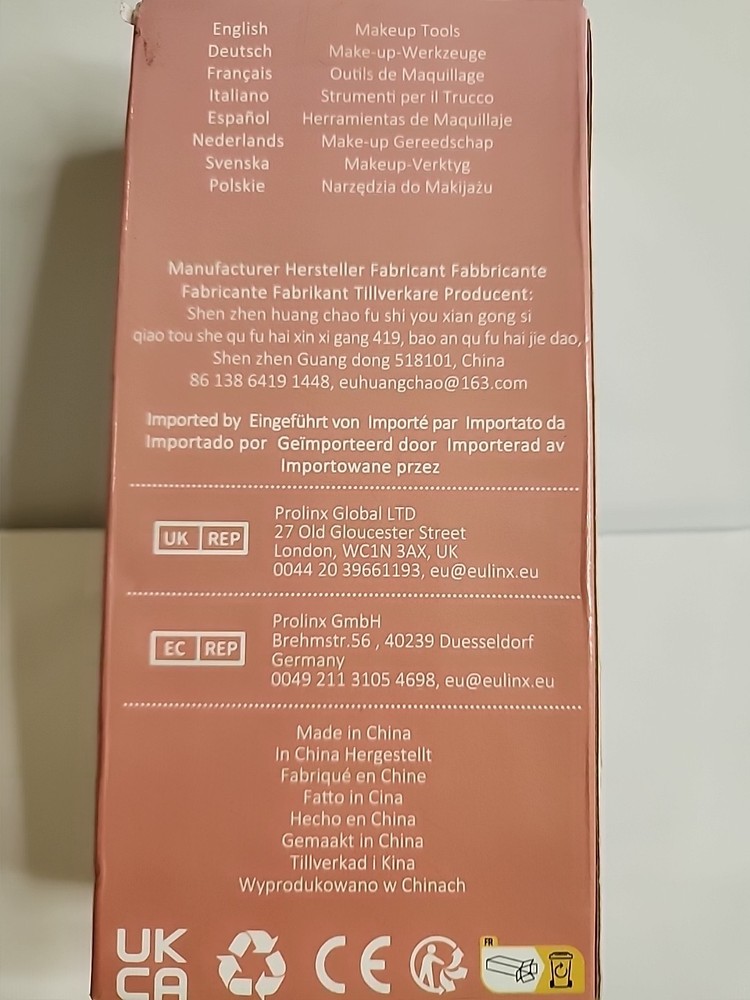 English Makeup Tools
Deutsch Make-up-Werkzeuge
Français Outils de Maquillage
Italiano Strumenti per il Trucco
Español Herramientas de Maquillaje
Nederlands Make-up Gereedschap
Svenska Makeup-Verktyg
Polskie Narzędzia do Makijażu
Manufacturer Hersteller Fabricant Fabbricante
Fabricante Fabrikant Tillverkare Producent:
Shen zhen huang chao fu shi you xian gong si
qiao tou she qu fu hai xin xi gang 419, bao an qu fu hai jie dao,
Shen zhen Guang dong 518101, China
86 138 6419 1448, euhuangchao@163.com
Imported by Eingeführt von Importé par Importato da
Importado por Geïmporteerd door Importerad av
Importowane przez
UK REP
Prolinx Global LTD
27 Old Gloucester Street
London, WC1N 3AX, UK
0044 20 39661193, eu@eulinx.eu
EC REP
Prolinx GmbH
Brehmstr.56 , 40239 Duesseldorf
Germany
0049 211 3105 4698, eu@eulinx.eu
Made in China
In China Hergestellt
Fabriqué en Chine
Fatto in Cina
Hecho en China
Gemaakt in China
Tillverkad i Kina
Wyprodukowano w Chinach
UK
CA
CE
FR